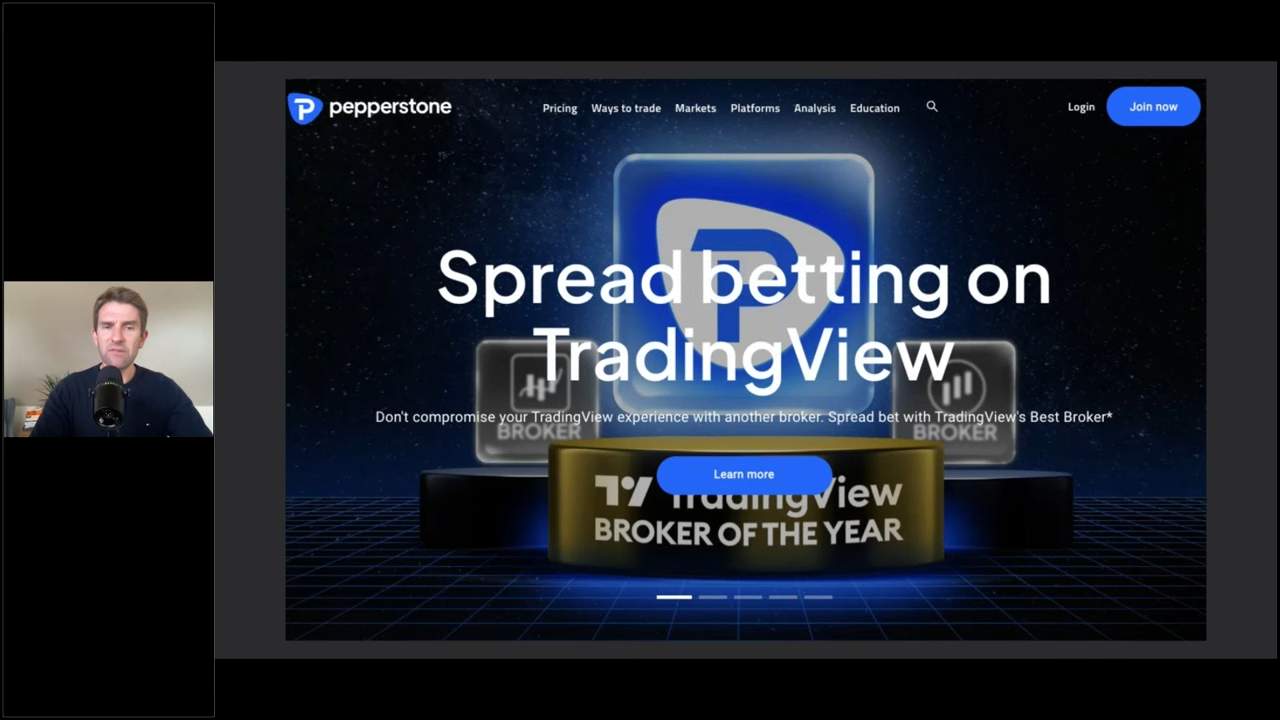 pepperstone
Pricing Ways to trade Markets Platforms Analysis Education
Login Join now
Spread betting on
TradingView
Don't compromise your TradingView experience with another broker. Spread bet with TradingView's Best Broker*
BROKER
BROKER
Learn more
TradingView
BROKER OF THE YEAR